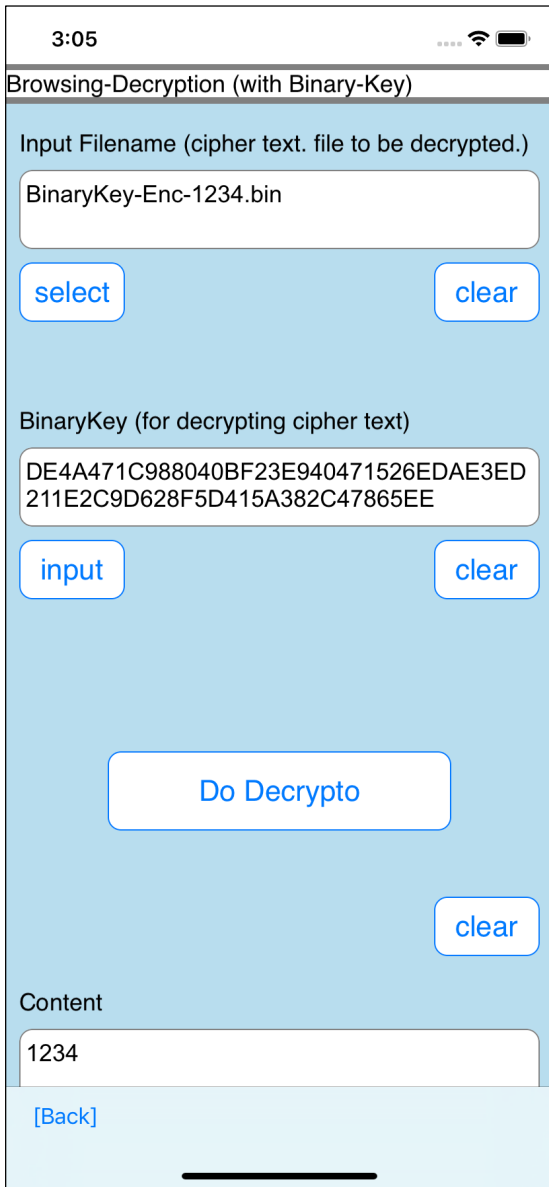 3:05
Browsing-Decryption (with Binary-Key)
Input Filename (cipher text. file to be decrypted.)
BinaryKey-Enc-1234.bin
select
clear
BinaryKey (for decrypting cipher text)
DE4A471C988040BF23E940471526EDAE3ED
211E2C9D628F5D415A382C47865EE
input
clear
Do Decrypto
clear
Content
1234
[Back]